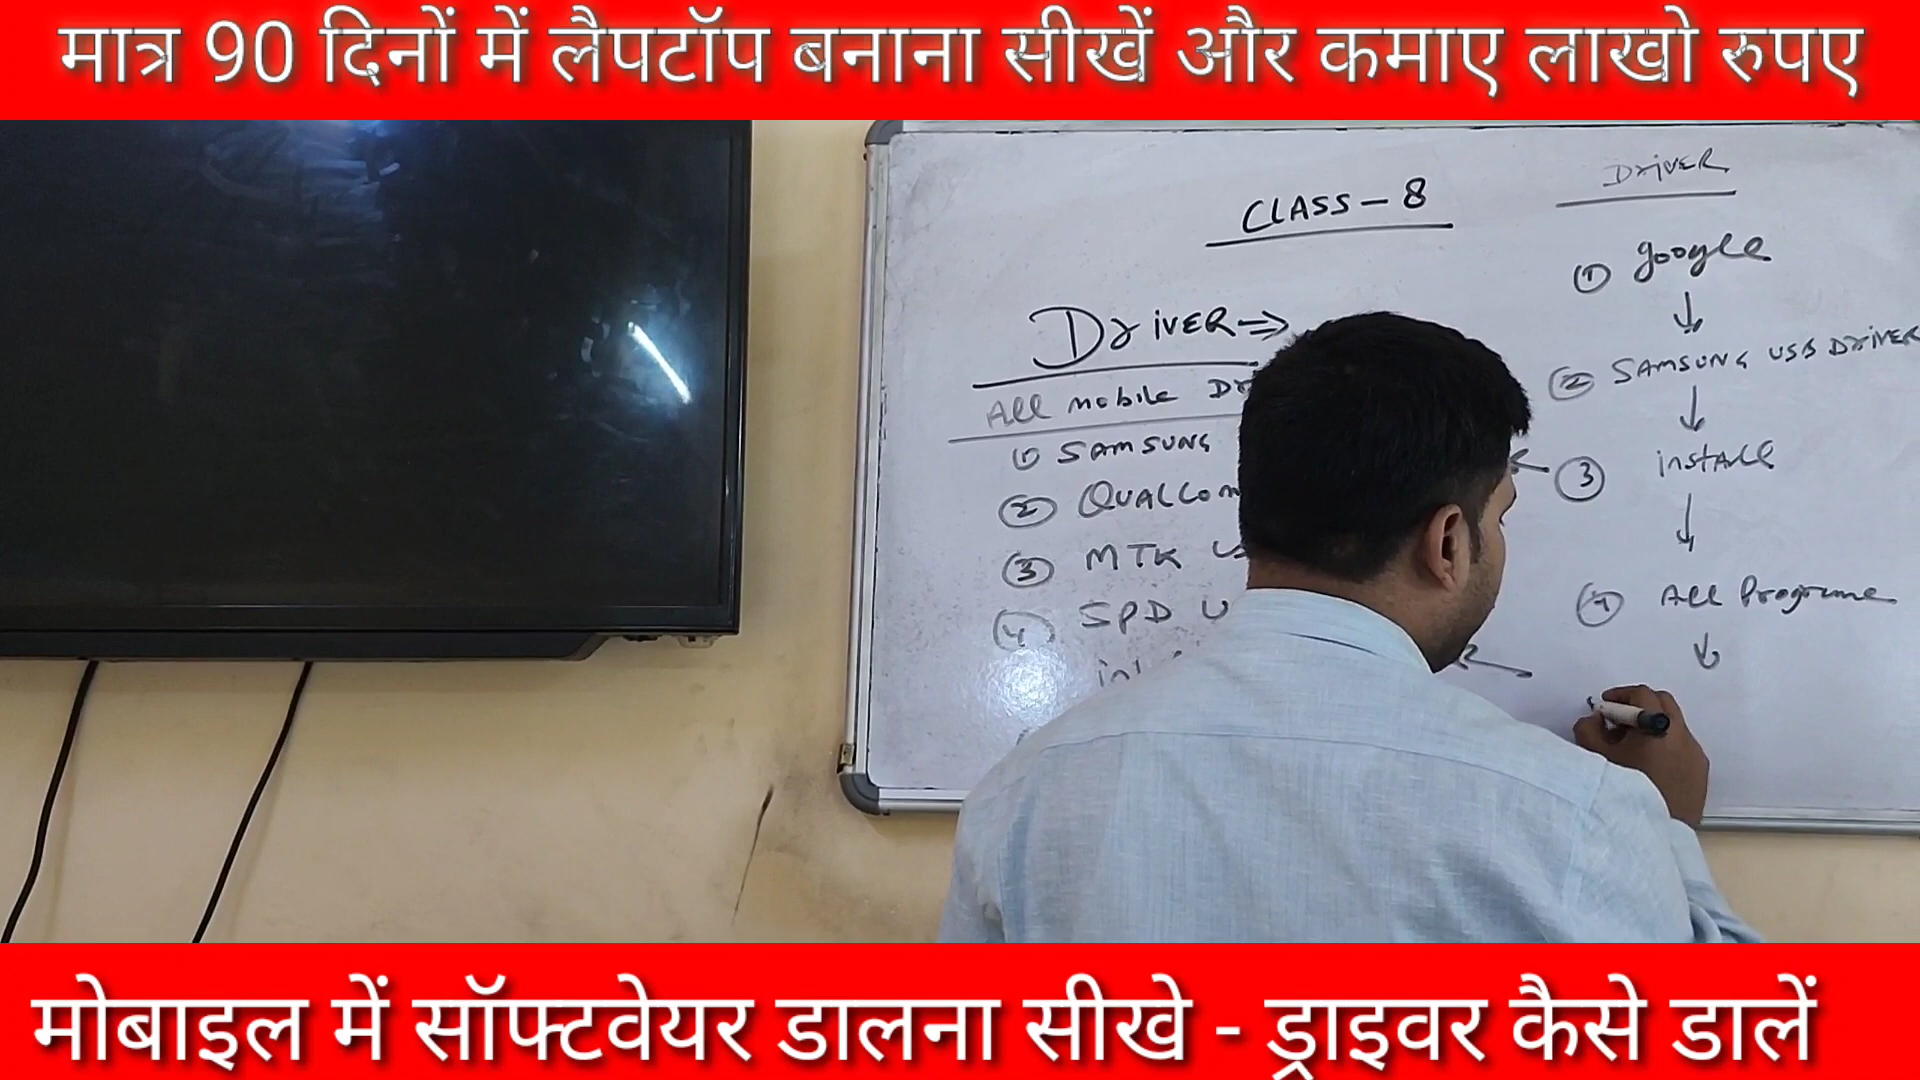 मात्र 90 दिनों में लैपटॉप बनाना सीखें और कमाए लाखो रुपए
CLASS - 8
DRIVER →
ALL mobile
① SAMSUNG
②
③ MTK
④ SPD
DRIVER
① google
↓
② SAMSUNG USB DRIVER
↓
③ install
↓
④ ALL Programe
↓
मोबाइल में सॉफ्टवेयर डालना सीखे - ड्राइवर कैसे डालें